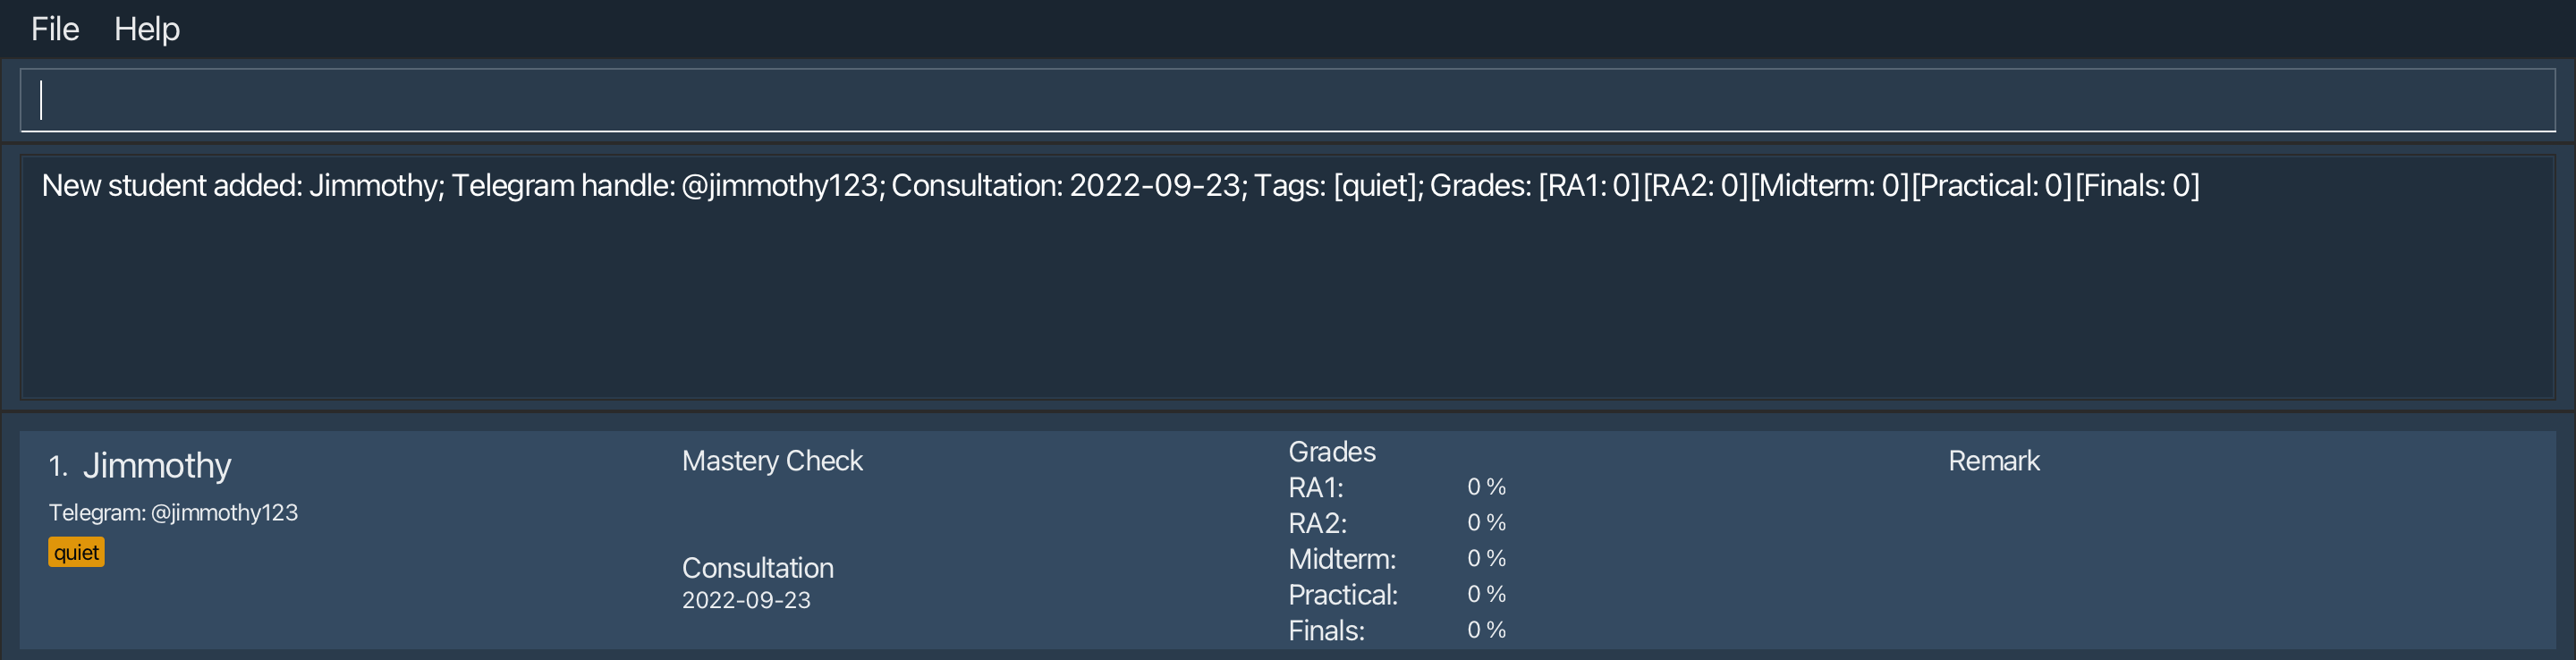 File Help
New student added: Jimmothy; Telegram handle: @jimmothy123; Consultation: 2022-09-23; Tags: [quiet]; Grades: [RA1: 0][RA2: 0][Midterm: 0][Practical: 0][Finals: 0]
1. Jimmothy
Telegram: @jimmothy123
quiet
Mastery Check
Consultation
2022-09-23
Grades
RA1: 0 %
RA2: 0 %
Midterm: 0 %
Practical: 0 %
Finals: 0 %
Remark